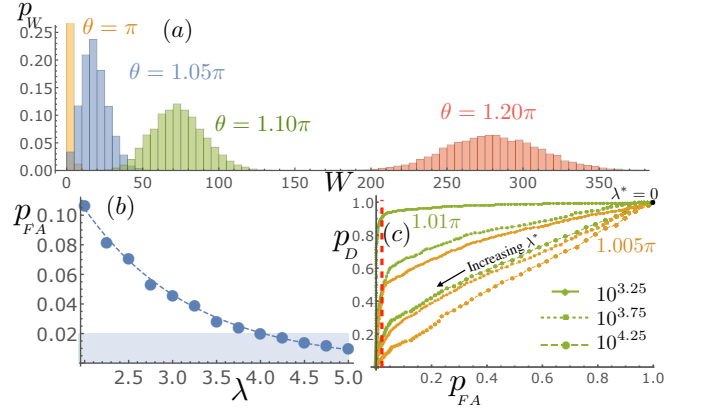 p_W
θ = π
(a)
0.25
0.20
0.15
0.10
0.05
0.00
θ = 1.05π
θ = 1.10π
θ = 1.20π
0 50 100 150 200 250 300 350
W
p_FA
(b)
0.10
0.08
0.06
0.04
0.02
2.5 3.0 3.5 4.0 4.5 5.0
λ
λ* = 0
p_D
(c)
1.0
0.8
0.6
0.4
0.2
0
1.01π
1.005π
Increasing λ*
10^3.25
10^3.75
10^4.25
0.2 0.4 0.6 0.8 1.0
p_FA